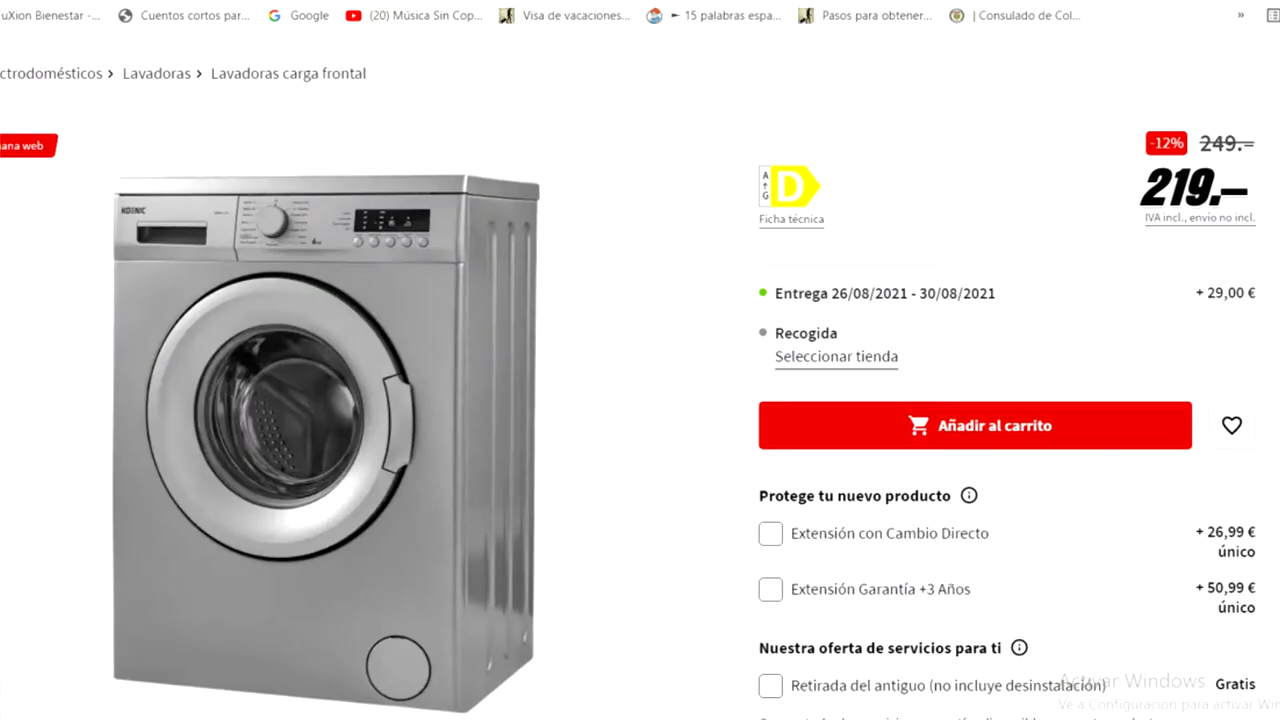 uXion Bienestar -...
Cuentos cortos par...
Google
(20) Música Sin Cop...
Visa de vacaciones...
► 15 palabras espa...
Pasos para obtener...
| Consulado de Col...
»
ctrodomésticos > Lavadoras > Lavadoras carga frontal
ana web
-12% 249.–
219.–
IVA incl., envío no incl.
A
↑
G
D
Ficha técnica
KOENIC
Entrega 26/08/2021 - 30/08/2021
+ 29,00 €
Recogida
Seleccionar tienda
Añadir al carrito
Protege tu nuevo producto
Extensión con Cambio Directo
+ 26,99 €
único
Extensión Garantía +3 Años
+ 50,99 €
único
Nuestra oferta de servicios para ti
Retirada del antiguo (no incluye desinstalación)
Gratis
Activar Windows
Ve a Configuración para activar Win